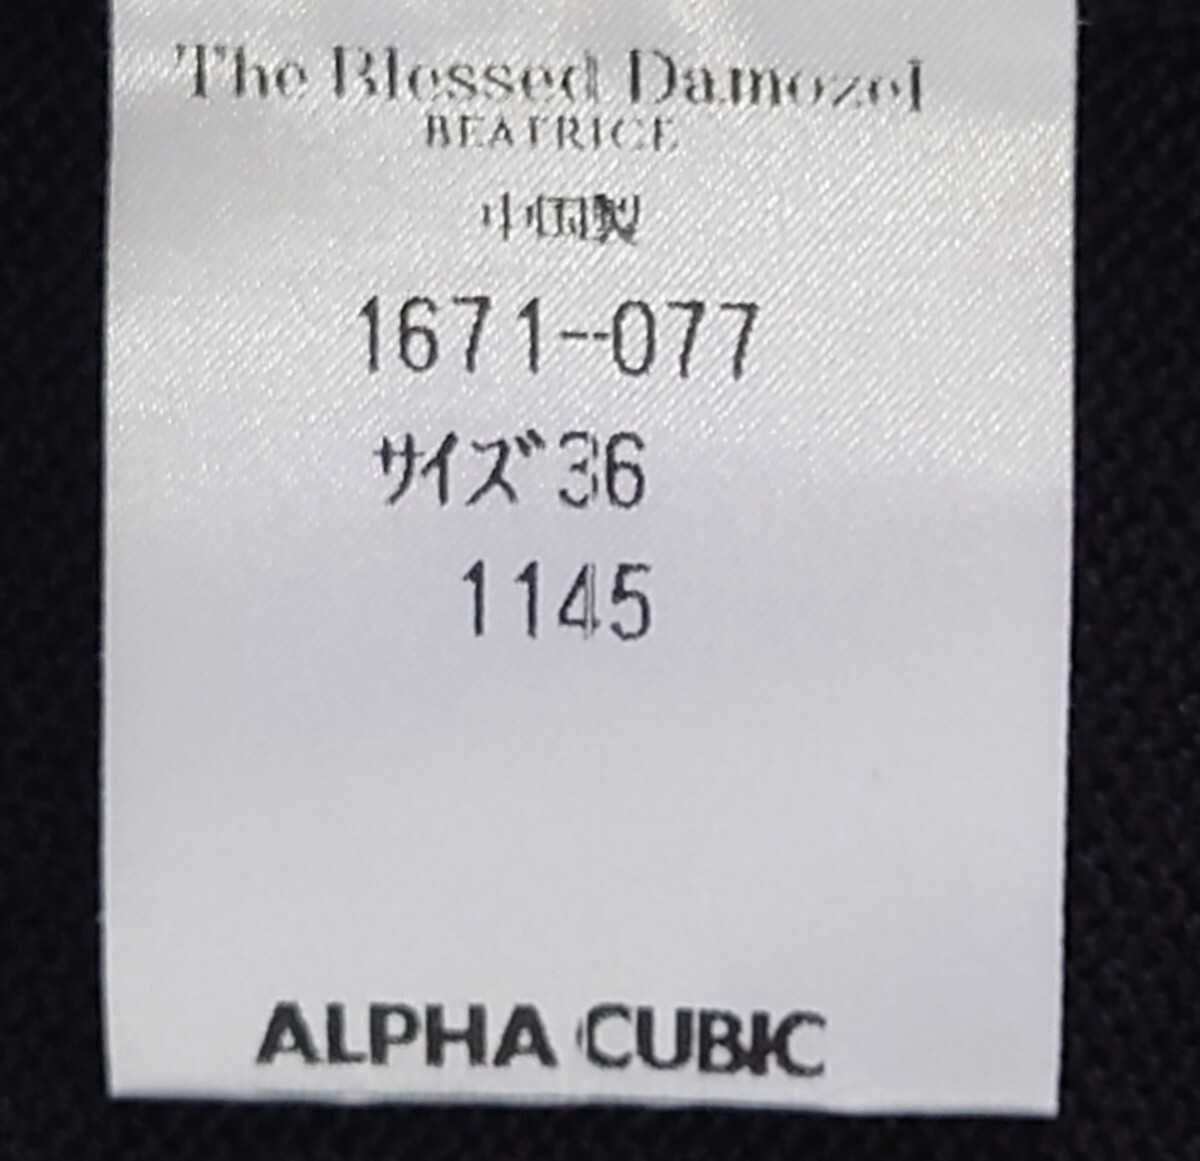 The Blessed Damozel
BEATRICE
中国製
1671-077
サイズ36
1145
ALPHA CUBIC